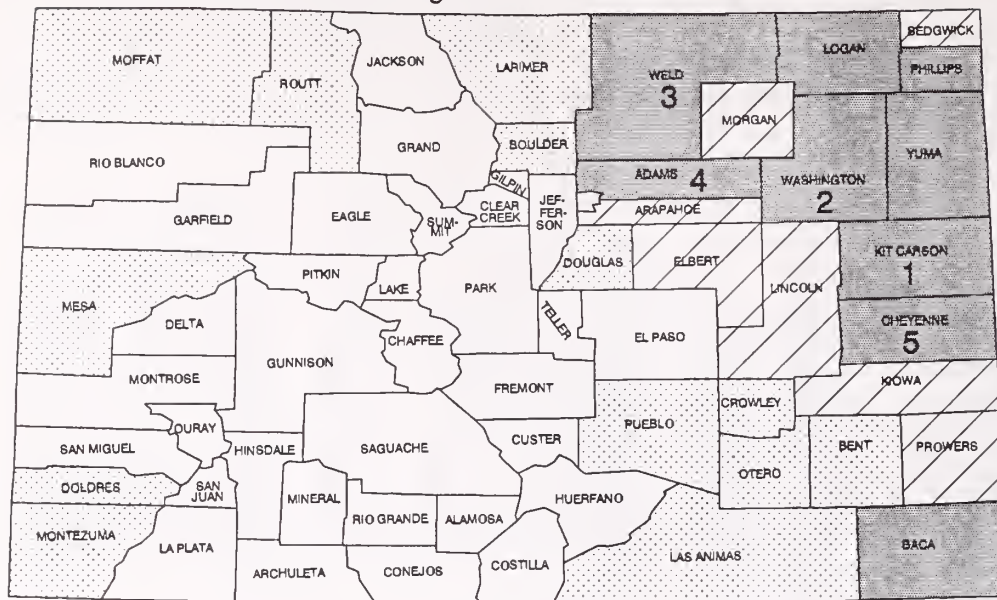 SEDGWICK
MOFFAT
JACKSON
LARIMER
LOGAN
WELD
3
PHILLIPS
ROUTT
MORGAN
GRAND
BOULDER
YUMA
RIO BLANCO
ADAMS 4
WASHINGTON
2
GILPIN
CLEAR
CREEK
JEF-
FER-
SON
ARAPAHOE
GARFIELD
EAGLE
SUM-
MIT
DOUGLAS
ELBERT
KIT CARSON
1
PITKIN
LAKE
PARK
LINCOLN
MESA
TELLER
DELTA
CHEYENNE
5
EL PASO
CHAFFEE
GUNNISON
MONTROSE
FREMONT
KIOWA
CROWLEY
OURAY
PUEBLO
SAN MIGUEL
HINSDALE
SAGUACHE
CUSTER
BENT
PROWERS
OTERO
DOLORES
SAN
JUAN
MINERAL
RIO GRANDE
ALAMOSA
HUERFANO
MONTEZUMA
LA PLATA
LAS ANIMAS
BACA
ARCHULETA
CONEJOS
COSTILLA